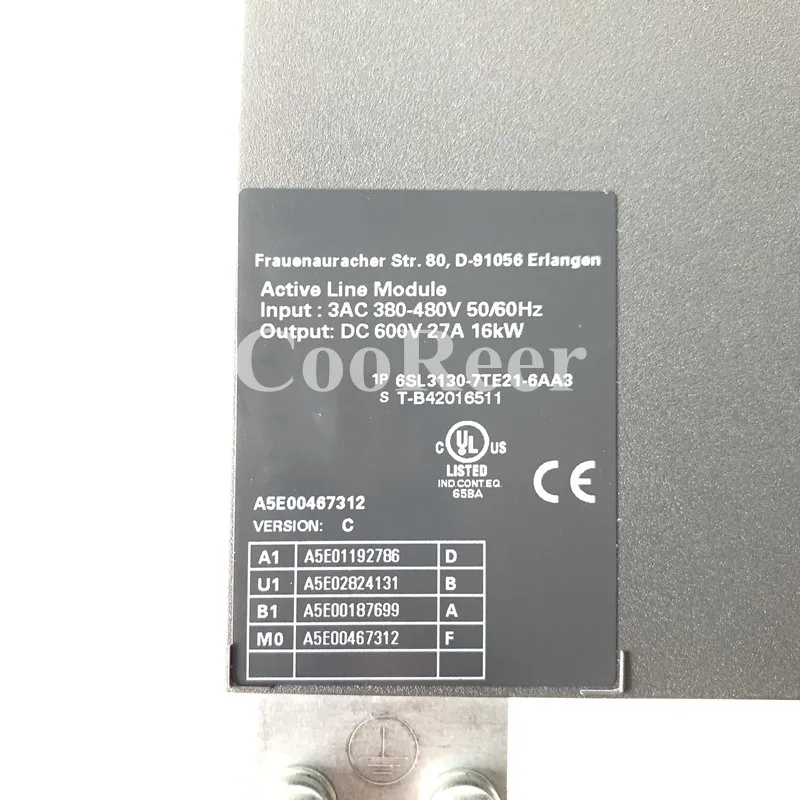 Frauenauracher Str. 80, D-91056 Erlangen
Active Line Module
Input : 3AC 380-480V 50/60Hz
Output: DC 600V 27A 16kW
CooReer
1P 6SL3130-7TE21-6AA3
S T-B42016511
C UL US
LISTED
IND.CONT.EQ.
65BA
CE
A5E00467312
VERSION: C
A1 A5E01192786 D
U1 A5E02824131 B
B1 A5E00187699 A
M0 A5E00467312 F